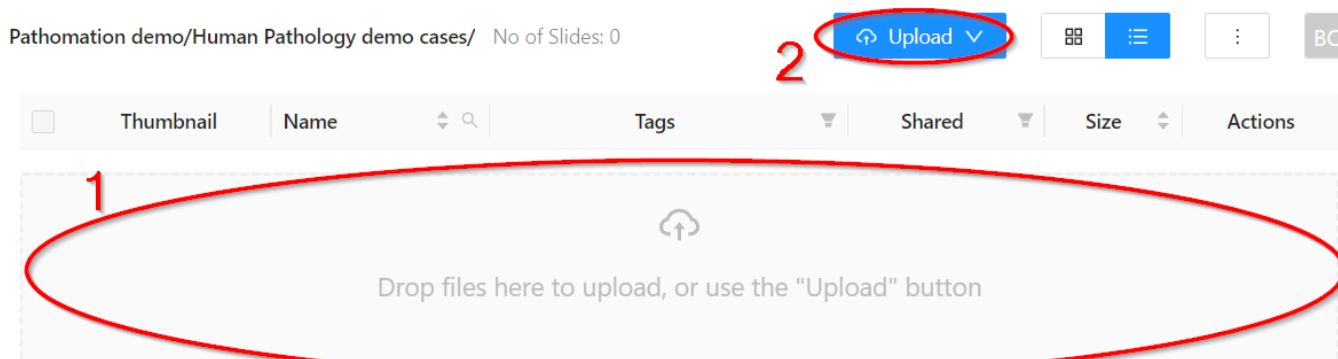 Pathomation demo/Human Pathology demo cases/ No of Slides: 0 Upload BC
2
Thumbnail Name Tags Shared Size Actions
1
Drop files here to upload, or use the "Upload" button